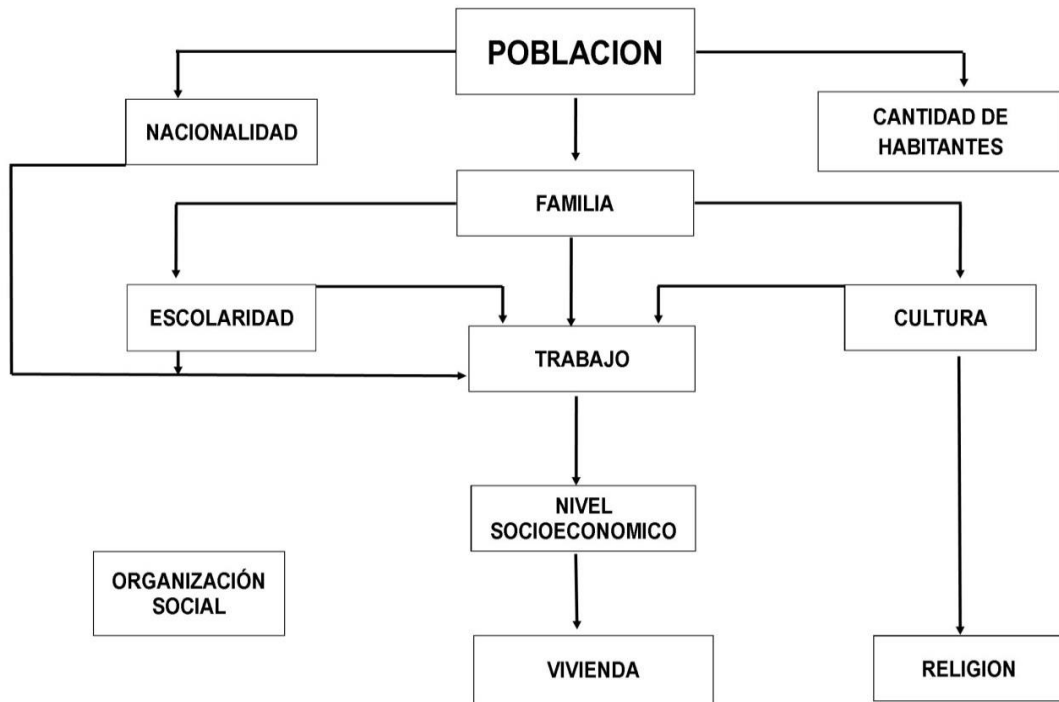 POBLACION
NACIONALIDAD
CANTIDAD DE
HABITANTES
FAMILIA
ESCOLARIDAD
CULTURA
TRABAJO
NIVEL
SOCIOECONOMICO
ORGANIZACIÓN
SOCIAL
VIVIENDA
RELIGION